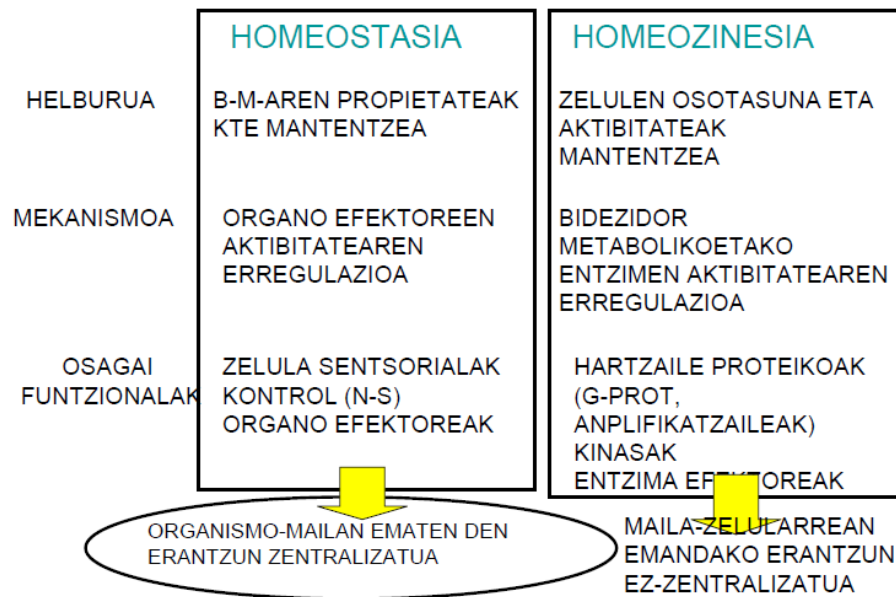 HOMEOSTASIA
HOMEOZINESIA
HELBURUA
B-M-AREN PROPIETATEAK
KTE MANTENTZEA
ZELULEN OSOTASUNA ETA
AKTIBITATEAK
MANTENTZEA
MEKANISMOA
ORGANO EFEKTOREEN
AKTIBITATEAREN
ERREGULAZIOA
BIDEZIDOR
METABOLIKOETAKO
ENTZIMEN AKTIBITATEAREN
ERREGULAZIOA
OSAGAI
FUNTZIONALAK
ZELULA SENTSORIALAK
KONTROL (N-S)
ORGANO EFEKTOREAK
HARTZAILE PROTEIKOAK
(G-PROT,
ANPLIFIKATZAILEAK)
KINASAK
ENTZIMA EFEKTOREAK
ORGANISMO-MAILAN EMATEN DEN
ERANTZUN ZENTRALIZATUA
MAILA-ZELULARREAN
EMANDAKO ERANTZUN
EZ-ZENTRALIZATUA